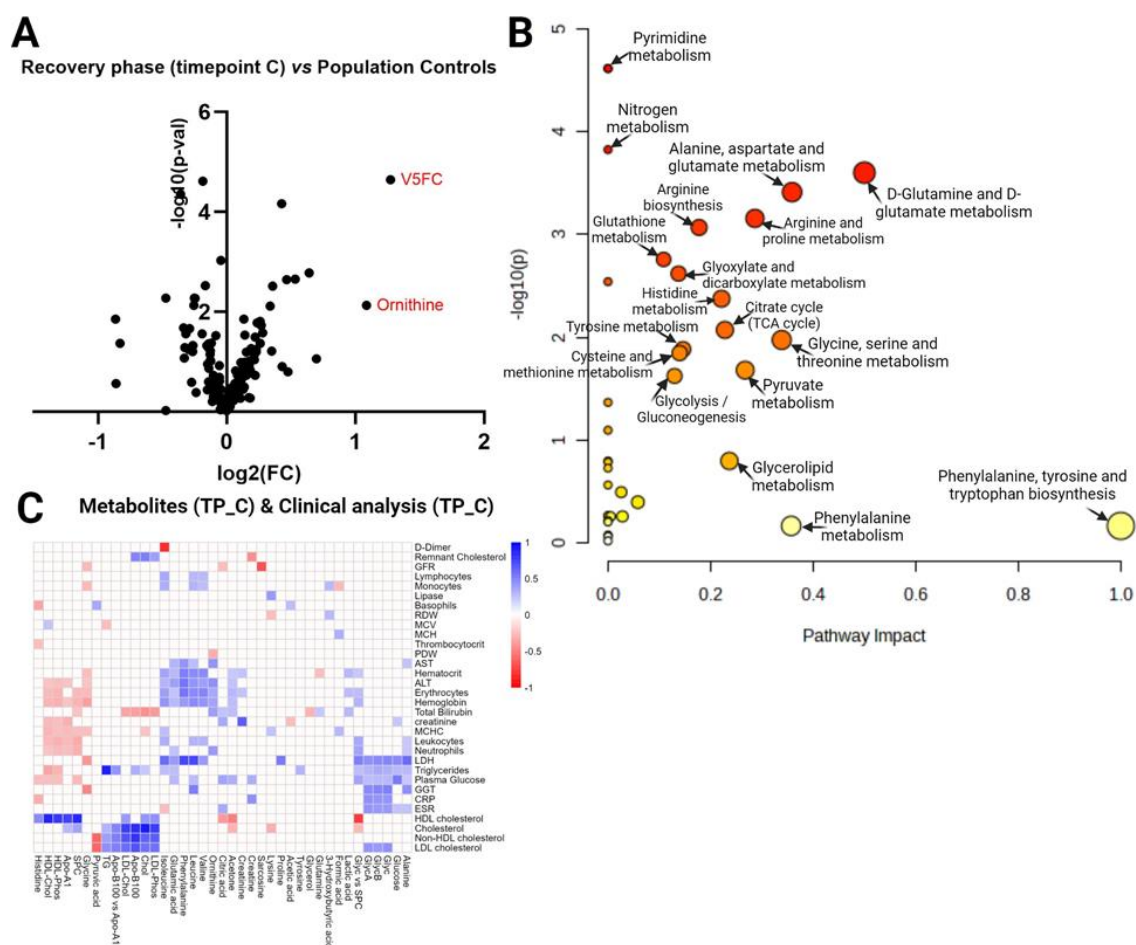 A
Recovery phase (timepoint C) vs Population Controls
-log10(p-val)
6
4
2
V5FC
Ornithine
-1
0
1
2
log2(FC)
B
5
4
3
2
1
0
-log10(p)
Pyrimidine
metabolism
Nitrogen
metabolism
Alanine, aspartate and
glutamate metabolism
D-Glutamine and D-
glutamate metabolism
Arginine
biosynthesis
Arginine and
proline metabolism
Glutathione
metabolism
Glyoxylate and
dicarboxylate metabolism
Histidine
metabolism
Citrate cycle
(TCA cycle)
Tyrosine metabolism
Glycine, serine and
threonine metabolism
Cysteine and
methionine metabolism
Pyruvate
metabolism
Glycolysis /
Gluconeogenesis
Glycerolipid
metabolism
Phenylalanine, tyrosine and
tryptophan biosynthesis
Phenylalanine
metabolism
0.0
0.2
0.4
0.6
0.8
1.0
Pathway Impact
C
Metabolites (TP_C) & Clinical analysis (TP_C)
D-Dimer
Remnant Cholesterol
GFR
Lymphocytes
Monocytes
Lipase
Basophils
RDW
MCV
MCH
Thrombocytocrit
PDW
AST
Hematocrit
ALT
Erythrocytes
Hemoglobin
Total Bilirubin
creatinine
MCHC
Leukocytes
Neutrophils
LDH
Triglycerides
Plasma Glucose
GGT
CRP
ESR
HDL cholesterol
Cholesterol
Non-HDL cholesterol
LDL cholesterol
1
0.5
0
-0.5
-1
Histidine
HDL-Chol
HDL-Phos
Apo-A1
SPC
Glycine
Pyruvic acid
TG
Apo-B100 vs Apo-A1
LDL-Chol
Apo-B100
Chol
LDL-Phos
Isoleucine
Glutamic acid
Phenylalanine
Leucine
Valine
Ornithine
Citric acid
Acetone
Creatinine
Creatine
Sarcosine
Lysine
Proline
Acetic acid
Tyrosine
Glycerol
Glutamine
3-Hydroxybutyric acid
Formic acid
Lactic acid
Glyc vs SPC
GlycA
GlycB
Glyc
Glucose
Alanine